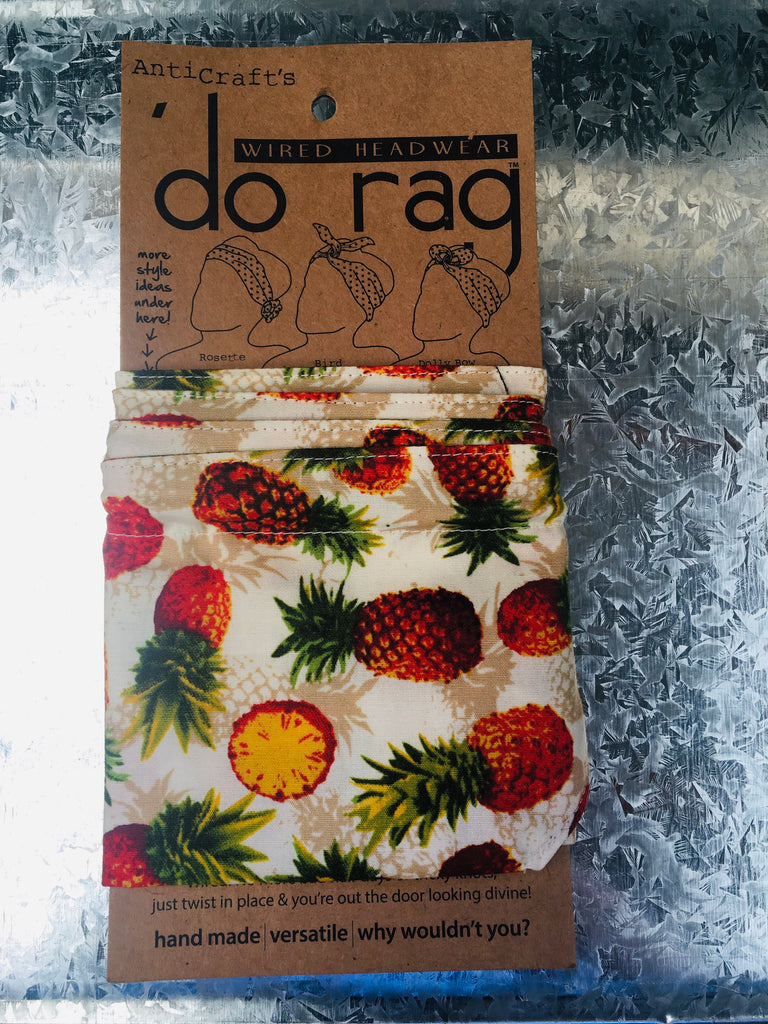 AntiCraft's
WIRED HEADWEAR
'do rag™
more
style
ideas
under
here!
Rosette
Bird
Dolly Bow
just twist in place & you're out the door looking divine!
hand made | versatile | why wouldn't you?